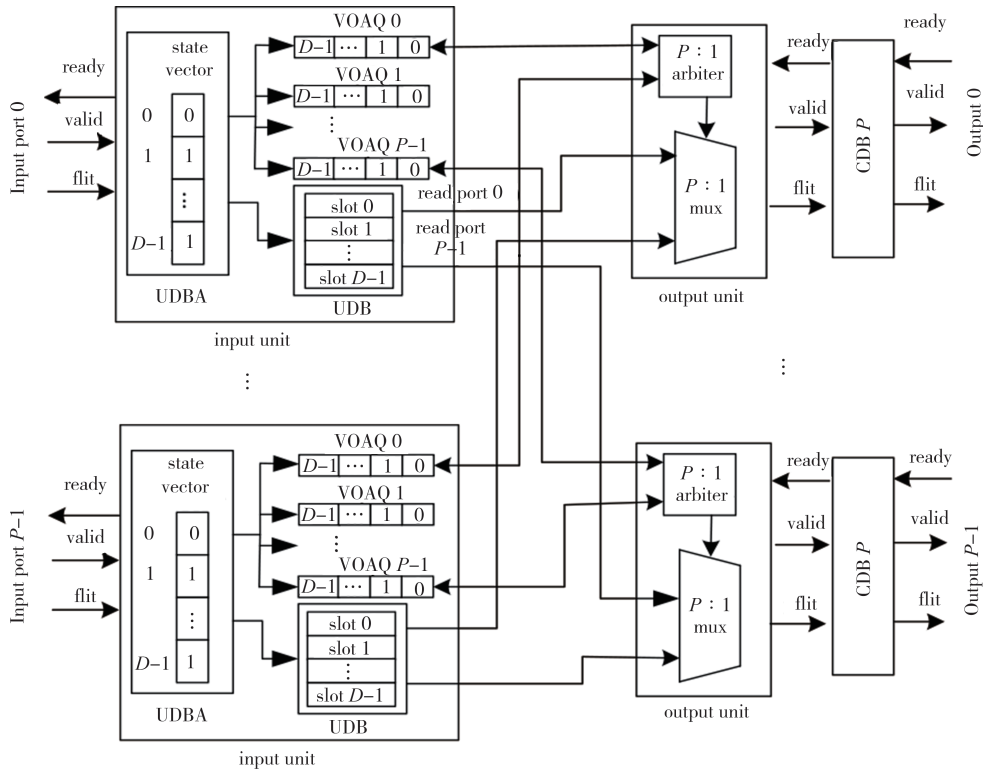 Input port 0
ready
valid
flit
state
vector
0 0
1 1
⋮
D−1 1
UDBA
VOAQ 0
D−1 ⋯ 1 0
VOAQ 1
D−1 ⋯ 1 0
⋮
VOAQ P−1
D−1 ⋯ 1 0
slot 0
slot 1
⋮
slot D−1
UDB
read port 0
read port
P−1
input unit
P : 1
arbiter
P : 1
mux
output unit
ready
valid
flit
CDB P
ready
valid
flit
Output 0
⋮
⋮
Input port P−1
ready
valid
flit
state
vector
0 0
1 1
⋮
D−1 1
UDBA
VOAQ 0
D−1 ⋯ 1 0
VOAQ 1
D−1 ⋯ 1 0
⋮
VOAQ P−1
D−1 ⋯ 1 0
slot 0
slot 1
⋮
slot D−1
UDB
input unit
P : 1
arbiter
P : 1
mux
output unit
ready
valid
flit
CDB P
ready
valid
flit
Output P−1